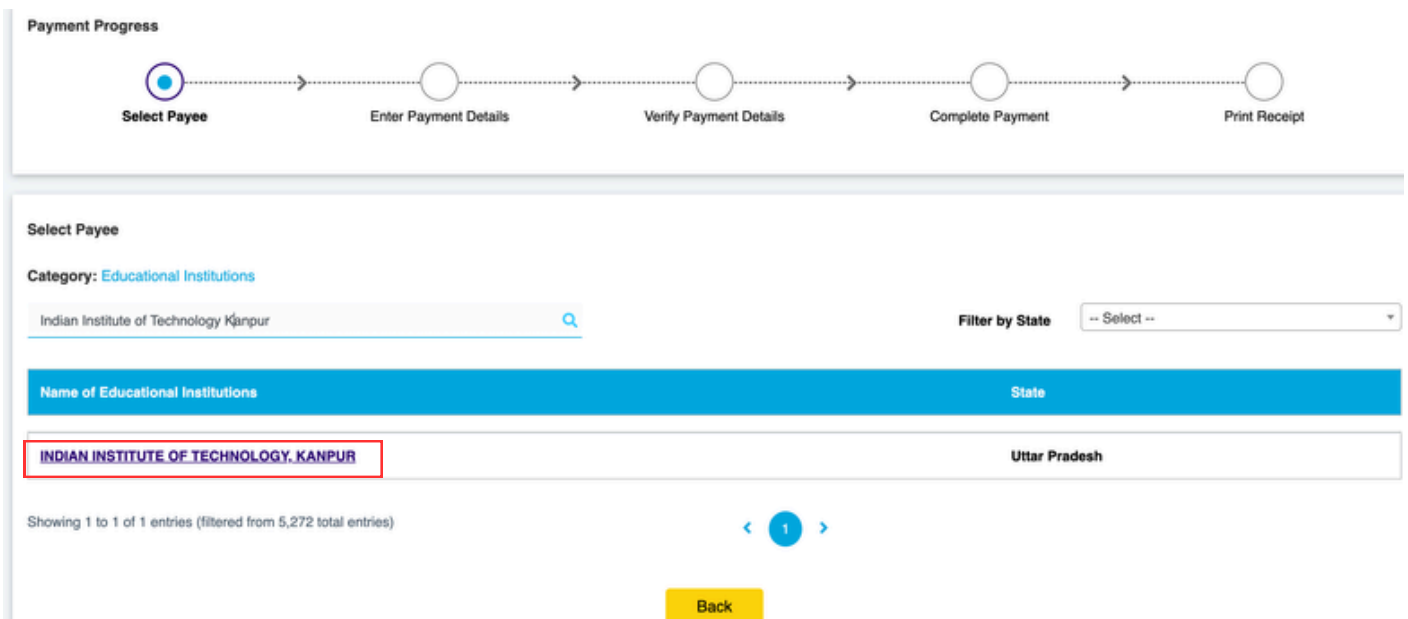 Payment Progress
Select Payee Enter Payment Details Verify Payment Details Complete Payment Print Receipt
Select Payee
Category: Educational Institutions
Indian Institute of Technology Kanpur Filter by State -- Select --
Name of Educational Institutions State
INDIAN INSTITUTE OF TECHNOLOGY, KANPUR Uttar Pradesh
Showing 1 to 1 of 1 entries (filtered from 5,272 total entries) < 1 >
Back